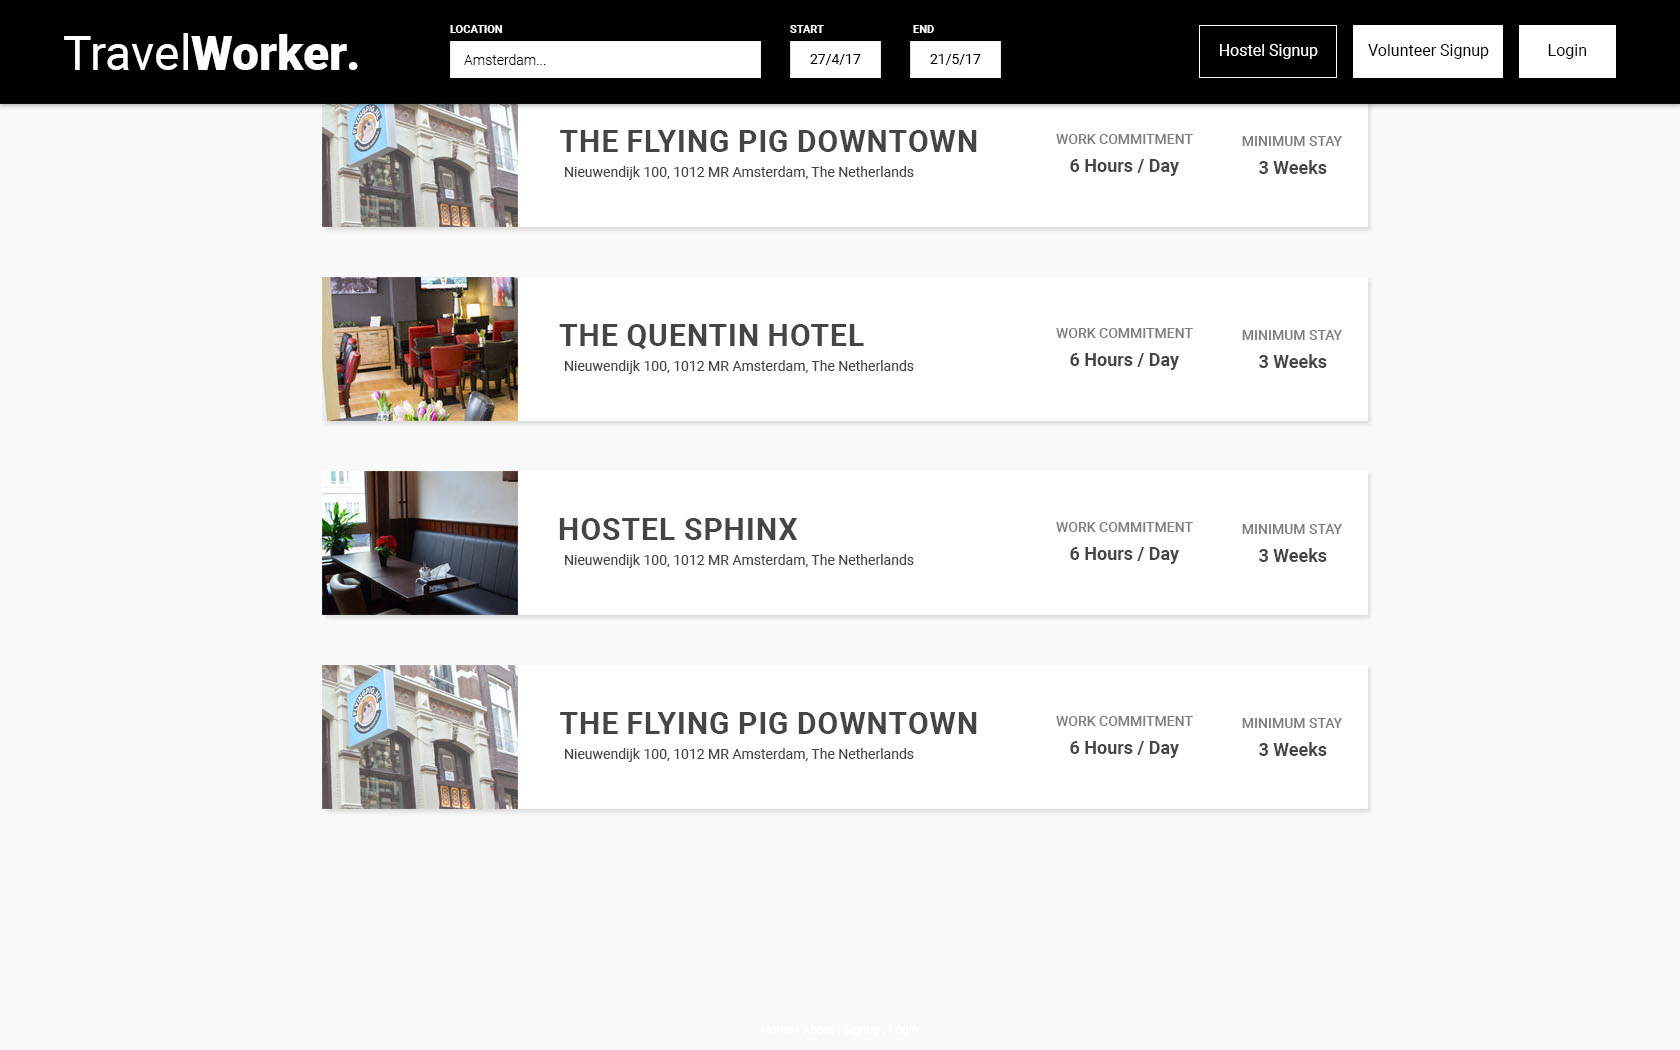 TravelWorker.
LOCATION
Amsterdam...
START
27/4/17
END
21/5/17
Hostel Signup
Volunteer Signup
Login
THE FLYING PIG DOWNTOWN
Nieuwendijk 100, 1012 MR Amsterdam, The Netherlands
WORK COMMITMENT
6 Hours / Day
MINIMUM STAY
3 Weeks
THE QUENTIN HOTEL
Nieuwendijk 100, 1012 MR Amsterdam, The Netherlands
WORK COMMITMENT
6 Hours / Day
MINIMUM STAY
3 Weeks
HOSTEL SPHINX
Nieuwendijk 100, 1012 MR Amsterdam, The Netherlands
WORK COMMITMENT
6 Hours / Day
MINIMUM STAY
3 Weeks
THE FLYING PIG DOWNTOWN
Nieuwendijk 100, 1012 MR Amsterdam, The Netherlands
WORK COMMITMENT
6 Hours / Day
MINIMUM STAY
3 Weeks
Home | About | Signup | Login